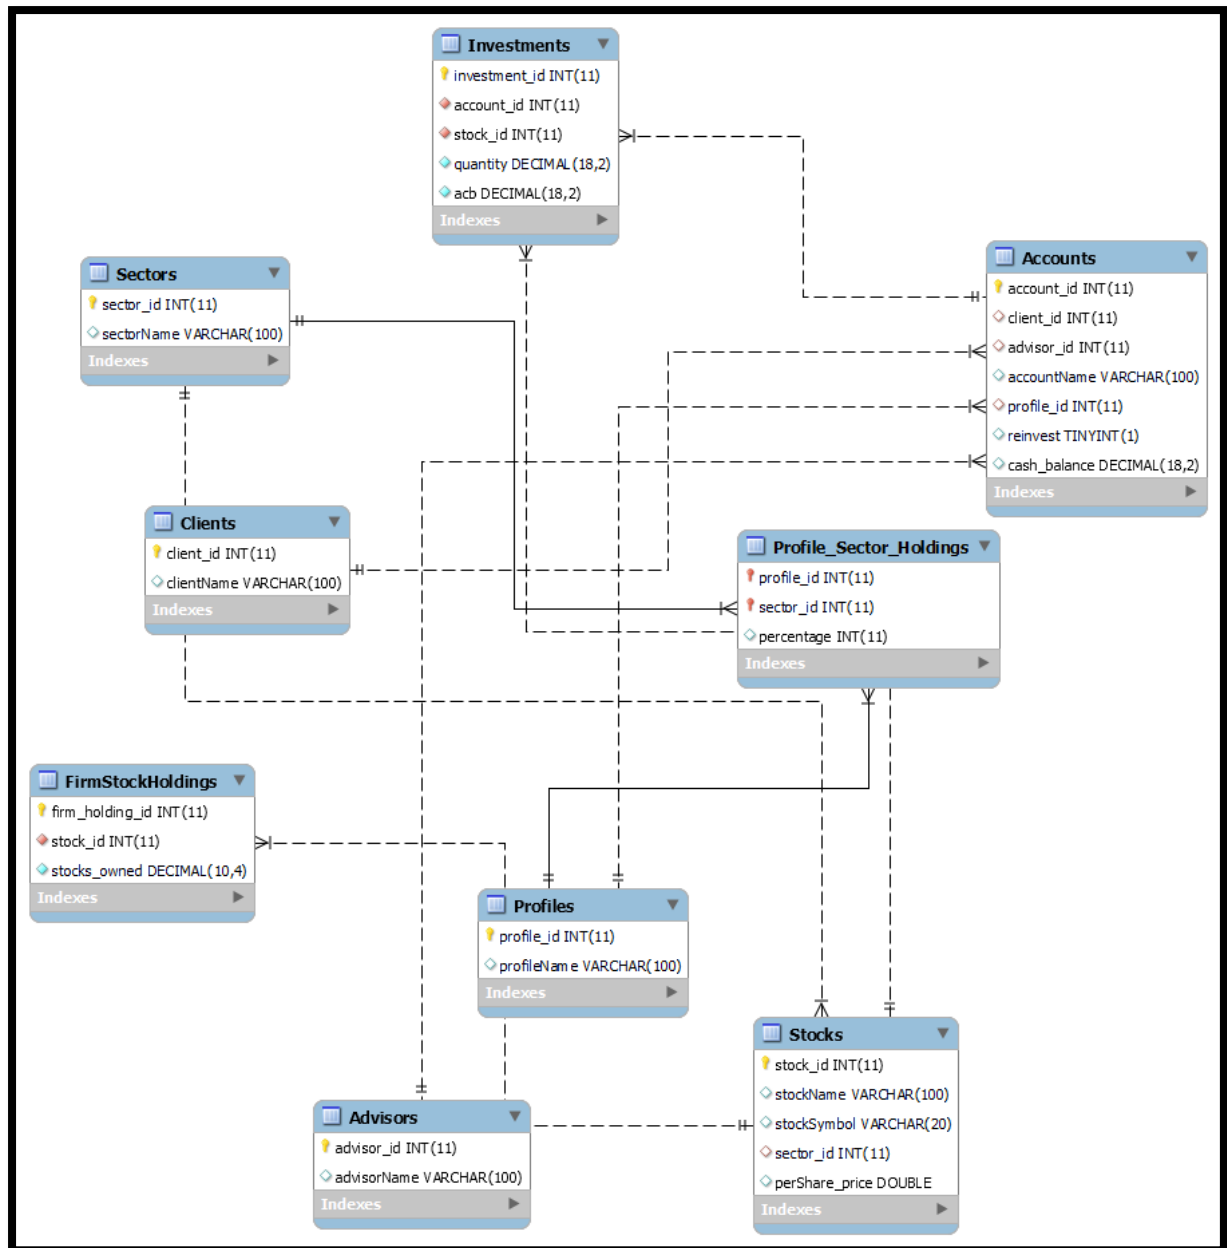 Investments
investment_id INT(11)
account_id INT(11)
stock_id INT(11)
quantity DECIMAL(18,2)
acb DECIMAL(18,2)
Indexes
Sectors
sector_id INT(11)
sectorName VARCHAR(100)
Indexes
Accounts
account_id INT(11)
client_id INT(11)
advisor_id INT(11)
accountName VARCHAR(100)
profile_id INT(11)
reinvest TINYINT(1)
cash_balance DECIMAL(18,2)
Indexes
Clients
client_id INT(11)
clientName VARCHAR(100)
Indexes
Profile_Sector_Holdings
profile_id INT(11)
sector_id INT(11)
percentage INT(11)
Indexes
FirmStockHoldings
firm_holding_id INT(11)
stock_id INT(11)
stocks_owned DECIMAL(10,4)
Indexes
Profiles
profile_id INT(11)
profileName VARCHAR(100)
Indexes
Stocks
stock_id INT(11)
stockName VARCHAR(100)
stockSymbol VARCHAR(20)
sector_id INT(11)
perShare_price DOUBLE
Indexes
Advisors
advisor_id INT(11)
advisorName VARCHAR(100)
Indexes